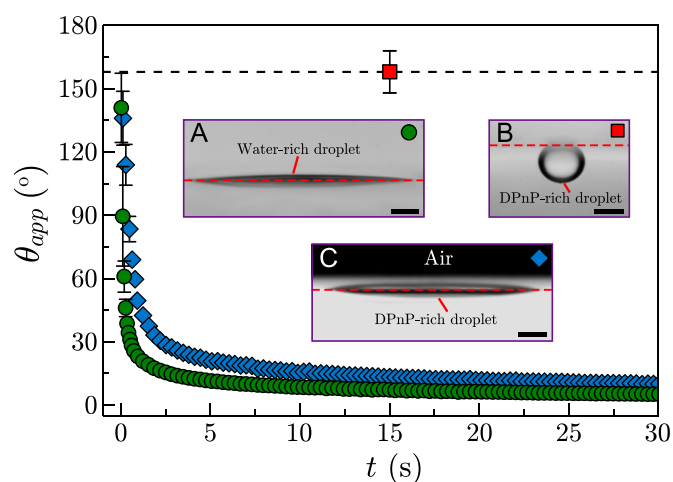 180
150
120
90
60
30
0
θapp (°)
A
Water-rich droplet
B
DPnP-rich droplet
C
Air
DPnP-rich droplet
0
5
10
15
20
25
30
t (s)